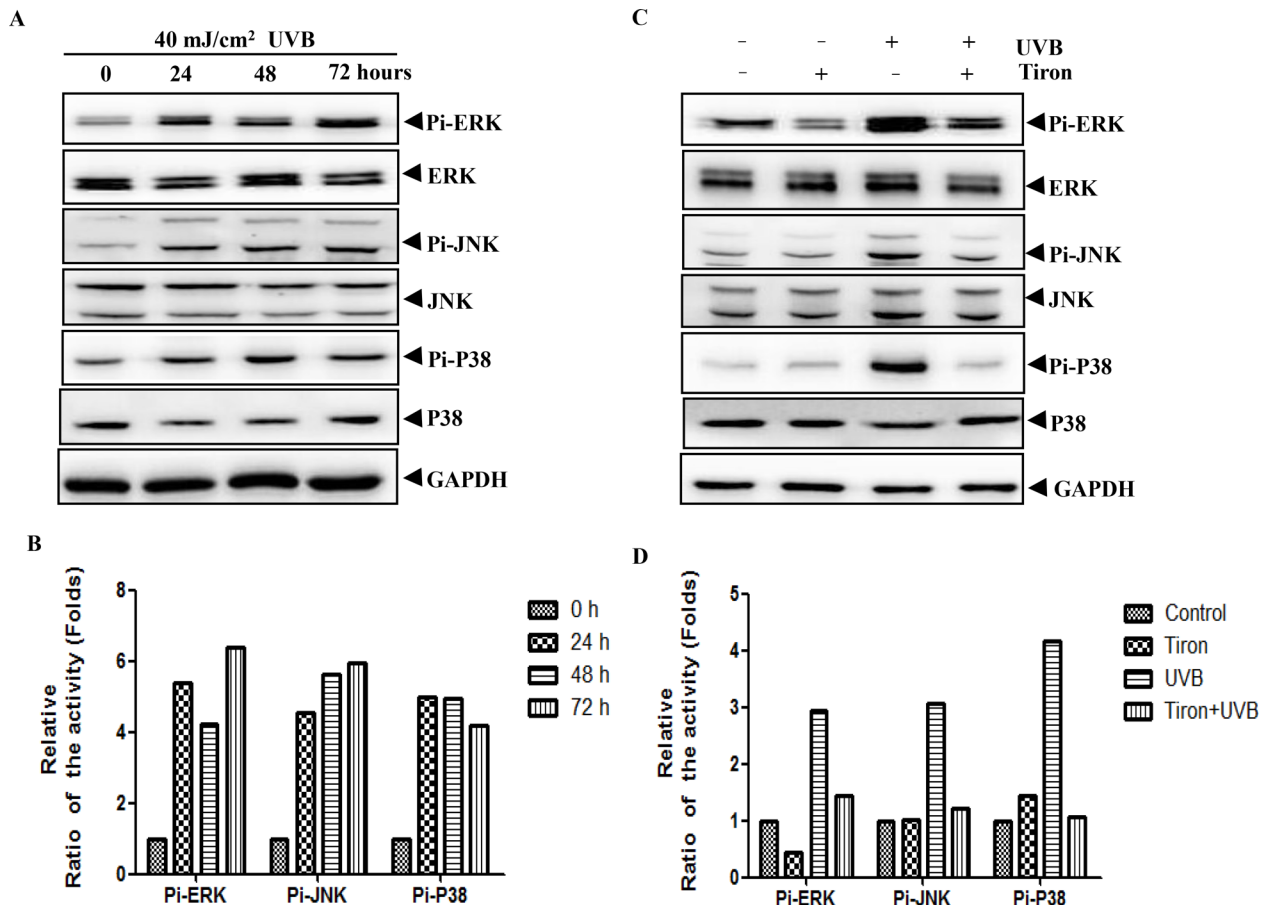 A
40 mJ/cm² UVB
0 24 48 72 hours
Pi-ERK
ERK
Pi-JNK
JNK
Pi-P38
P38
GAPDH
C
– – + + UVB
– + – + Tiron
Pi-ERK
ERK
Pi-JNK
JNK
Pi-P38
P38
GAPDH
B
Relative
Ratio of the activity (Folds)
8
6
4
2
0
Pi-ERK Pi-JNK Pi-P38
0 h
24 h
48 h
72 h
D
Relative
Ratio of the activity (Folds)
5
4
3
2
1
0
Pi-ERK Pi-JNK Pi-P38
Control
Tiron
UVB
Tiron+UVB